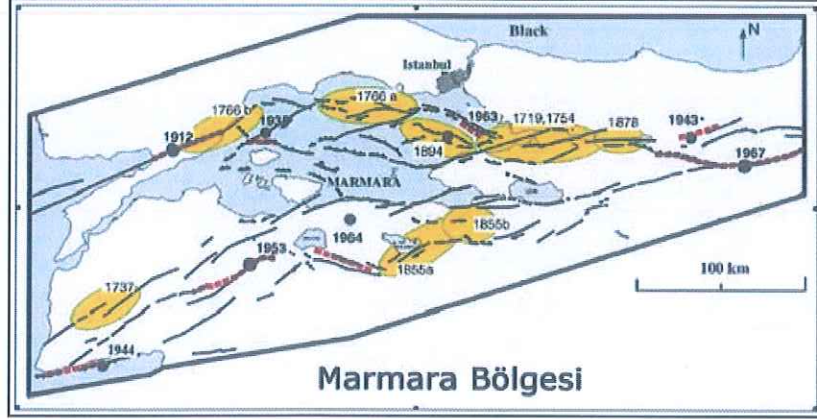 Black
N
Istanbul
1766 a
1766 b
1935
1963
1719,1754
1878
1943
1912
1894
1967
MARMARA
1964
1855b
1953
1855a
100 km
1737
1944
Marmara Bölgesi